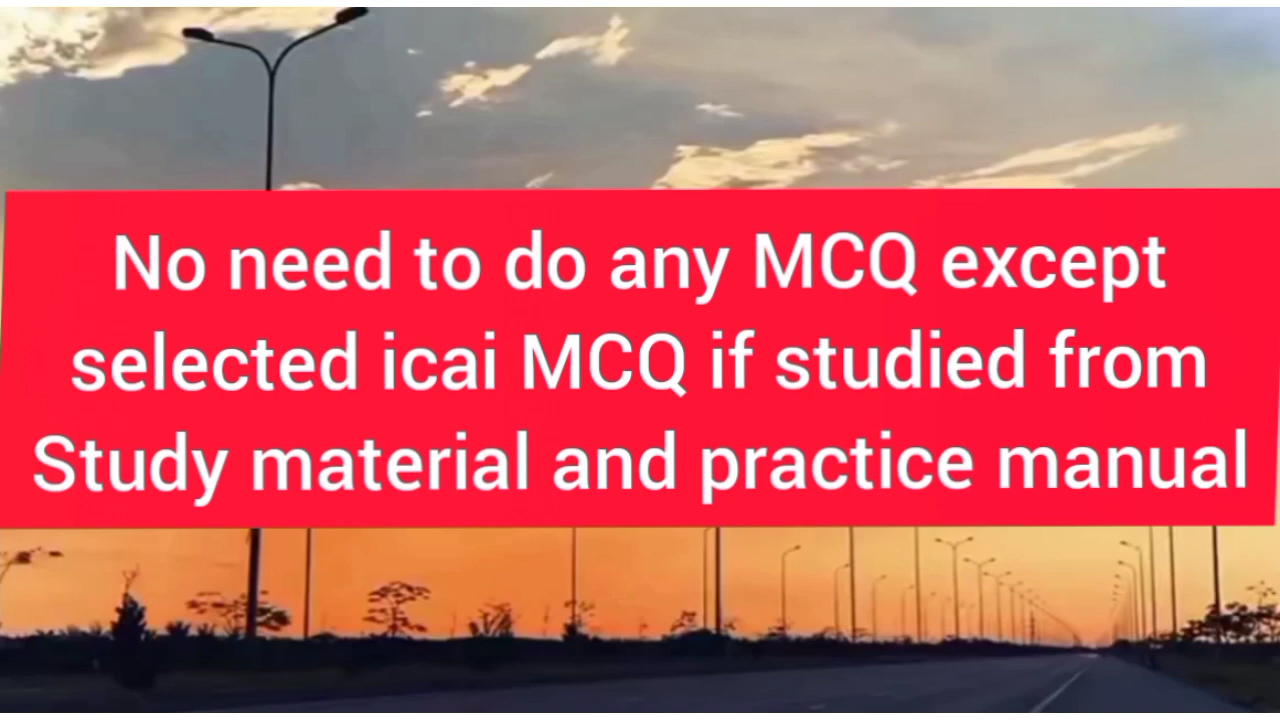 No need to do any MCQ except
selected icai MCQ if studied from
Study material and practice manual